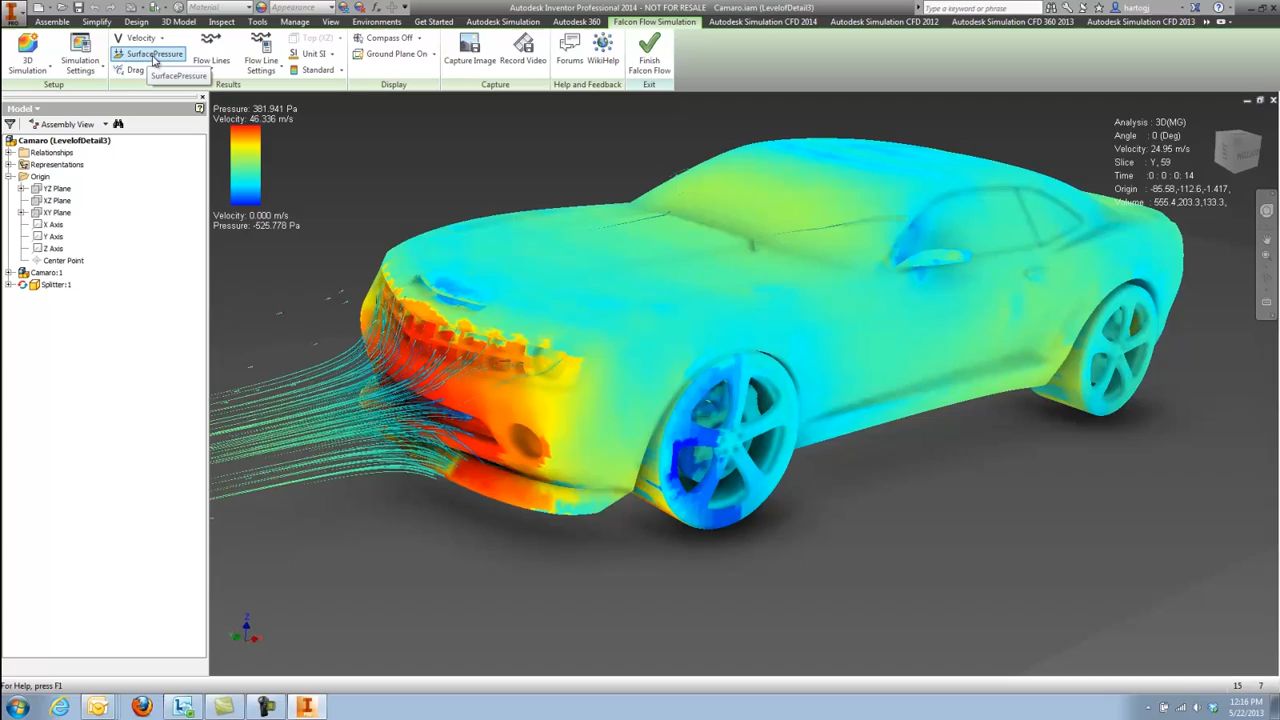 Material
Appearance
Autodesk Inventor Professional 2014 - NOT FOR RESALE Camaro.iam (LevelofDetail3)
Type a keyword or phrase
hartogj
PRO
Assemble Simplify Design 3D Model Inspect Tools Manage View Environments Get Started Autodesk Simulation Autodesk 360 Falcon Flow Simulation Autodesk Simulation CFD 2014 Autodesk Simulation CFD 2012 Autodesk Simulation CFD 360 2013 Autodesk Simulation CFD 2013
3D Simulation
Simulation Settings
Velocity
SurfacePressure
Drag
SurfacePressure
Flow Lines
Flow Line Settings
Top (XZ)
Unit SI
Standard
Compass Off
Ground Plane On
Capture Image
Record Video
Forums
WikiHelp
Finish Falcon Flow
Setup
Results
Display
Capture
Help and Feedback
Exit
Model
Assembly View
Camaro (LevelofDetail3)
Relationships
Representations
Origin
YZ Plane
XZ Plane
XY Plane
X Axis
Y Axis
Z Axis
Center Point
Camaro:1
Splitter:1
Pressure: 381.941 Pa
Velocity: 46.336 m/s
Velocity: 0.000 m/s
Pressure: -525.778 Pa
Analysis : 3D(MG)
Angle : 0 (Deg)
Velocity : 24.95 m/s
Slice : Y, 59
Time : 0 : 0 : 0 : 14
Origin : -85.58,-112.6,-1.417,
Volume : 555.4,203.3,133.3,
Z
For Help, press F1
15 7
12:16 PM
5/22/2013